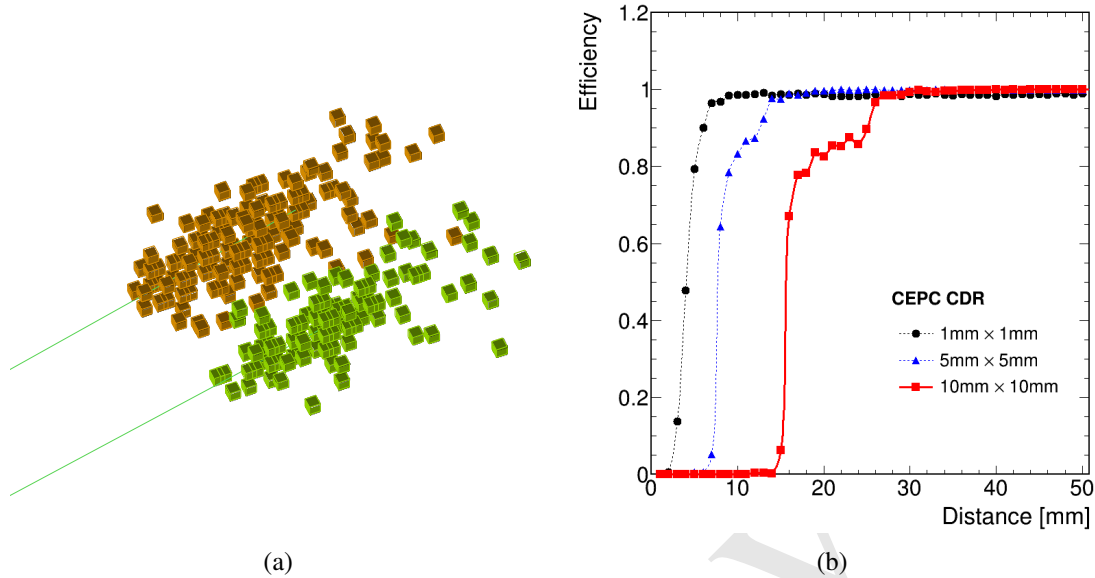 Efficiency
1.2
1
0.8
0.6
0.4
0.2
0
CEPC CDR
1mm × 1mm
5mm × 5mm
10mm × 10mm
0 10 20 30 40 50
Distance [mm]
(a) (b)